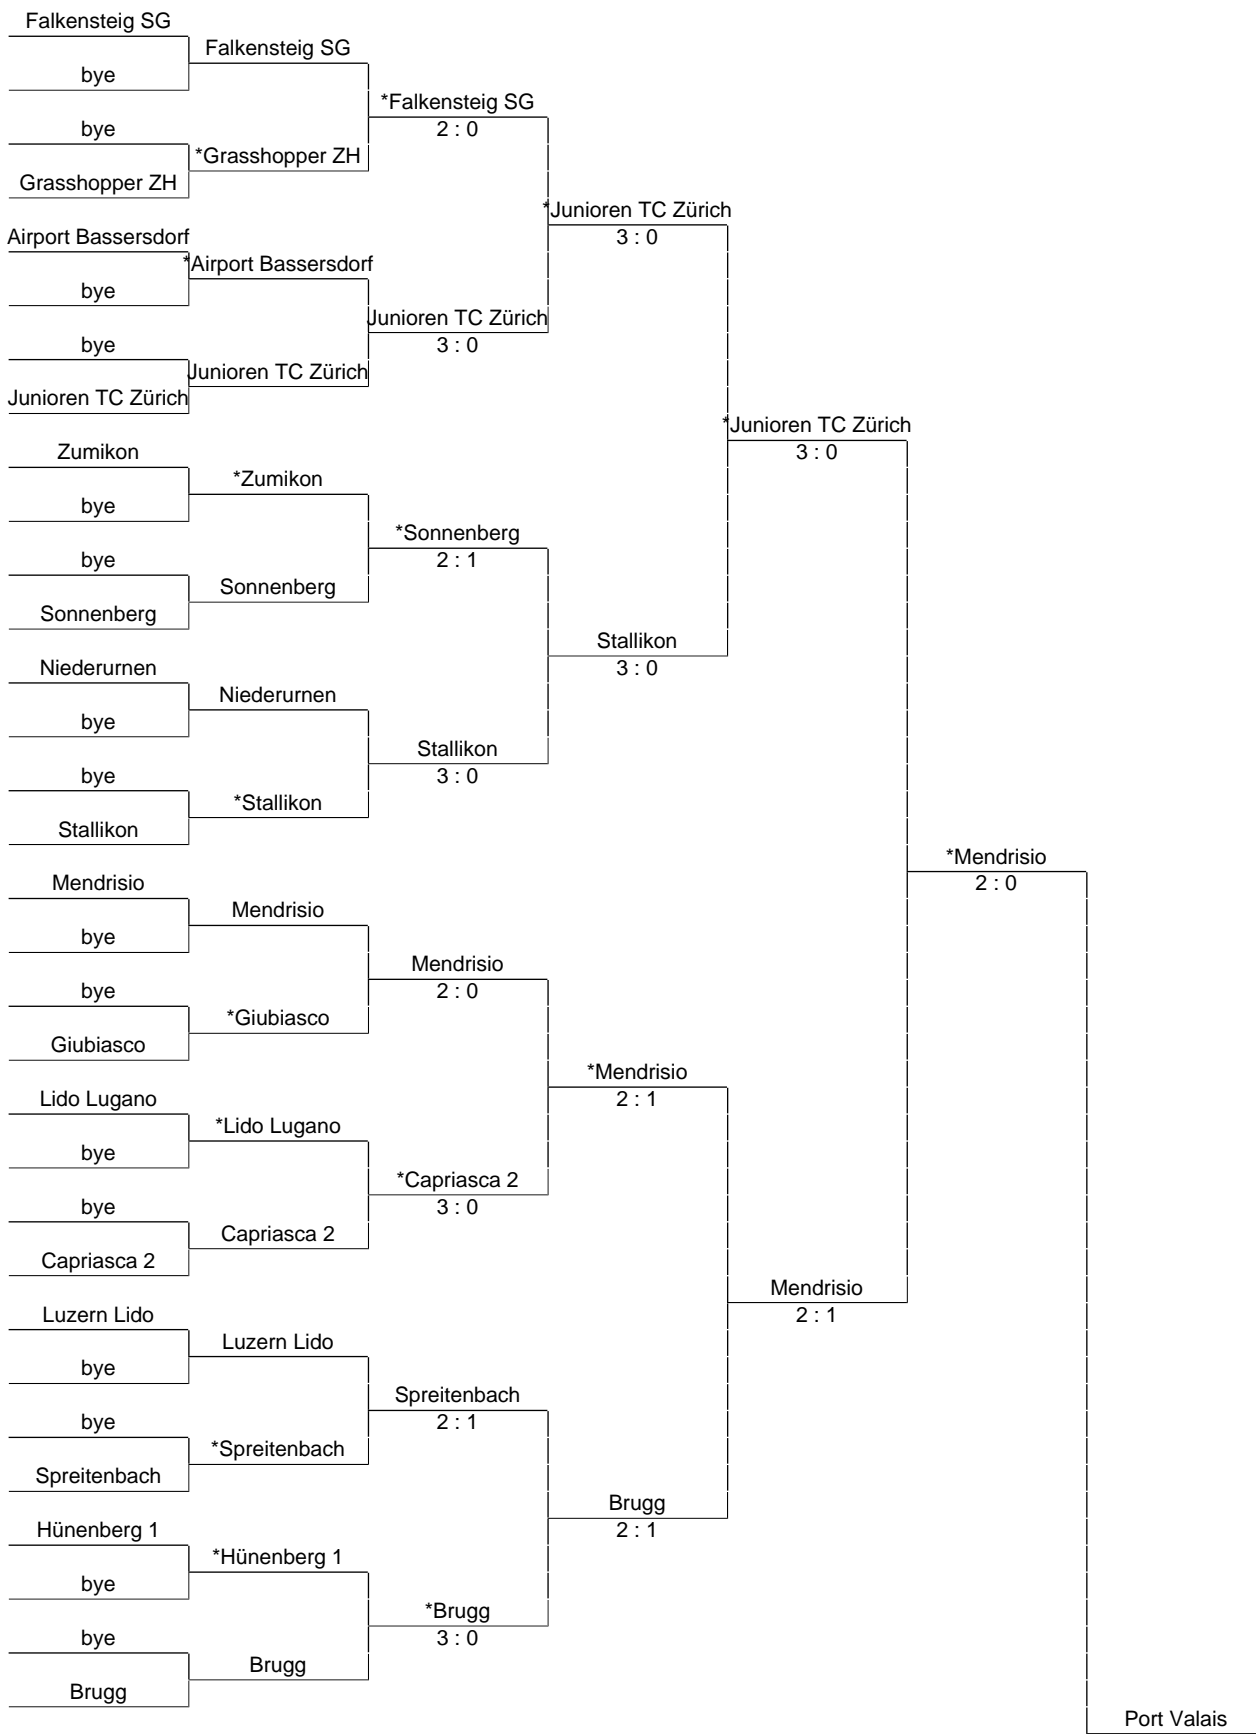 Falkensteig SG
Falkensteig SG
bye
*Falkensteig SG
2 : 0
bye
*Grasshopper ZH
Grasshopper ZH
*Junioren TC Zürich
3 : 0
Airport Bassersdorf
*Airport Bassersdorf
bye
Junioren TC Zürich
3 : 0
bye
Junioren TC Zürich
Junioren TC Zürich
*Junioren TC Zürich
3 : 0
Zumikon
*Zumikon
bye
*Sonnenberg
2 : 1
bye
Sonnenberg
Sonnenberg
Stallikon
3 : 0
Niederurnen
Niederurnen
bye
Stallikon
3 : 0
bye
*Stallikon
Stallikon
*Mendrisio
2 : 0
Mendrisio
Mendrisio
bye
Mendrisio
2 : 0
bye
*Giubiasco
Giubiasco
*Mendrisio
2 : 1
Lido Lugano
*Lido Lugano
bye
*Capriasca 2
3 : 0
bye
Capriasca 2
Capriasca 2
Mendrisio
2 : 1
Luzern Lido
Luzern Lido
bye
Spreitenbach
2 : 1
bye
*Spreitenbach
Spreitenbach
Brugg
2 : 1
Hünenberg 1
*Hünenberg 1
bye
*Brugg
3 : 0
bye
Brugg
Brugg
Port Valais